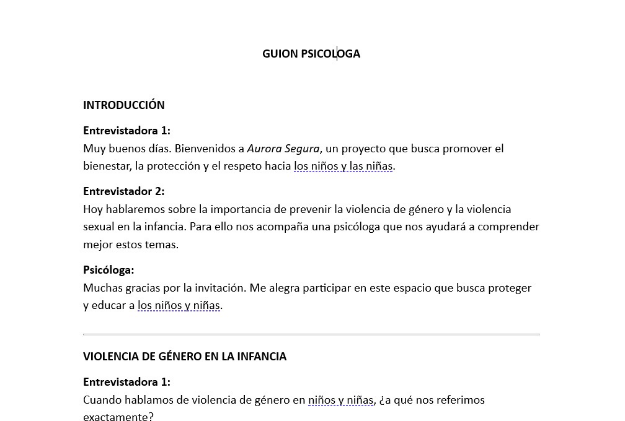 GUION PSICOLOGA
INTRODUCCIÓN
Entrevistadora 1:
Muy buenos días. Bienvenidos a Aurora Segura, un proyecto que busca promover el
bienestar, la protección y el respeto hacia los niños y las niñas.
Entrevistador 2:
Hoy hablaremos sobre la importancia de prevenir la violencia de género y la violencia
sexual en la infancia. Para ello nos acompaña una psicóloga que nos ayudará a comprender
mejor estos temas.
Psicóloga:
Muchas gracias por la invitación. Me alegra participar en este espacio que busca proteger
y educar a los niños y niñas.
VIOLENCIA DE GÉNERO EN LA INFANCIA
Entrevistadora 1:
Cuando hablamos de violencia de género en niños y niñas, ¿a qué nos referimos
exactamente?